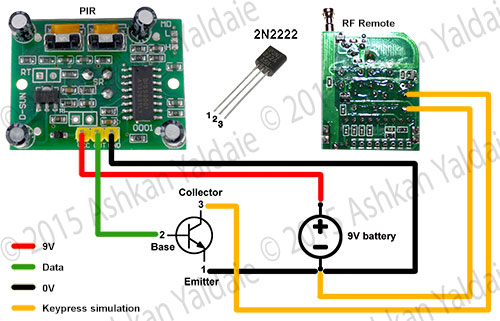 PIR
2N2222
RF Remote
MD
RT
SR
D-SUN
0001
1 2 3
© 2015 Ashkan Yaldaie
© 2015 Ashkan Yaldaie
© 2015 Ashkan Yaldaie
Collector
3
2
Base
9V battery
1
Emitter
9V
Data
0V
Keypress simulation